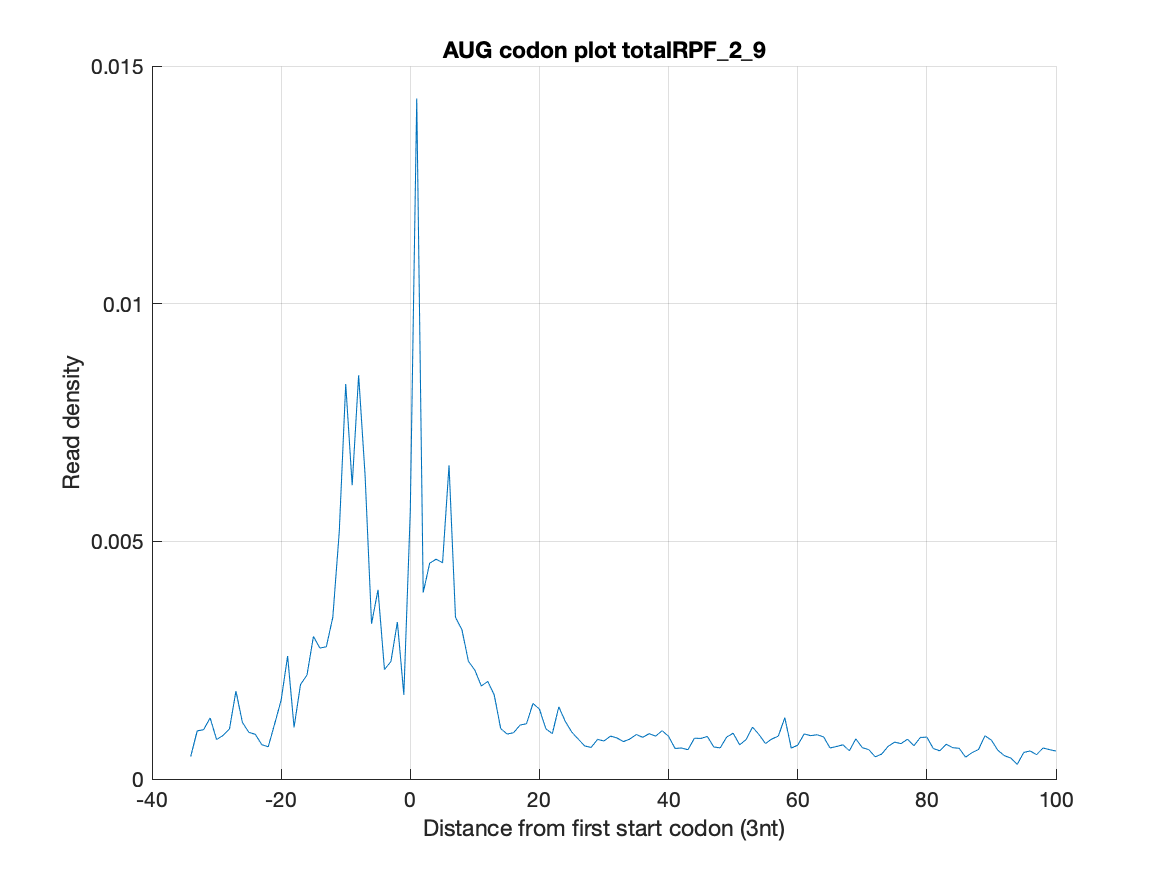 AUG codon plot totalRPF_2_9
0.015
0.01
0.005
0
Read density
-40 -20 0 20 40 60 80 100
Distance from first start codon (3nt)